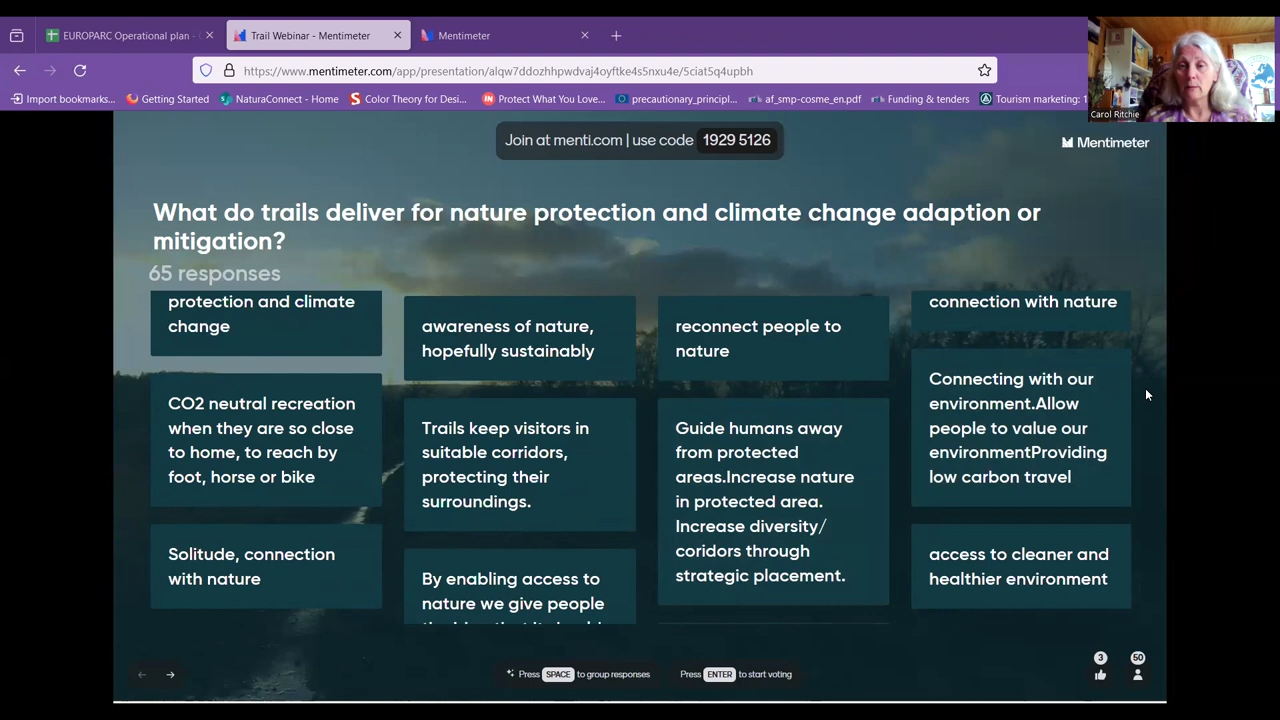 EUROPARC Operational plan -
Trail Webinar - Mentimeter
Mentimeter
https://www.mentimeter.com/app/presentation/alqw7ddozhhpwdvaj4oyftke4s5nxu4e/5ciat5q4upbh
Import bookmarks...
Getting Started
NaturaConnect - Home
Color Theory for Desi...
Protect What You Love...
precautionary_principl...
af_smp-cosme_en.pdf
Funding & tenders
Tourism marketing: 1
Carol Ritchie
Join at menti.com | use code 1929 5126
Mentimeter
What do trails deliver for nature protection and climate change adaption or
mitigation?
65 responses
protection and climate
change
CO2 neutral recreation
when they are so close
to home, to reach by
foot, horse or bike
Solitude, connection
with nature
awareness of nature,
hopefully sustainably
Trails keep visitors in
suitable corridors,
protecting their
surroundings.
By enabling access to
nature we give people
reconnect people to
nature
Guide humans away
from protected
areas.Increase nature
in protected area.
Increase diversity/
coridors through
strategic placement.
connection with nature
Connecting with our
environment.Allow
people to value our
environmentProviding
low carbon travel
access to cleaner and
healthier environment
Press SPACE to group responses
Press ENTER to start voting
3
50